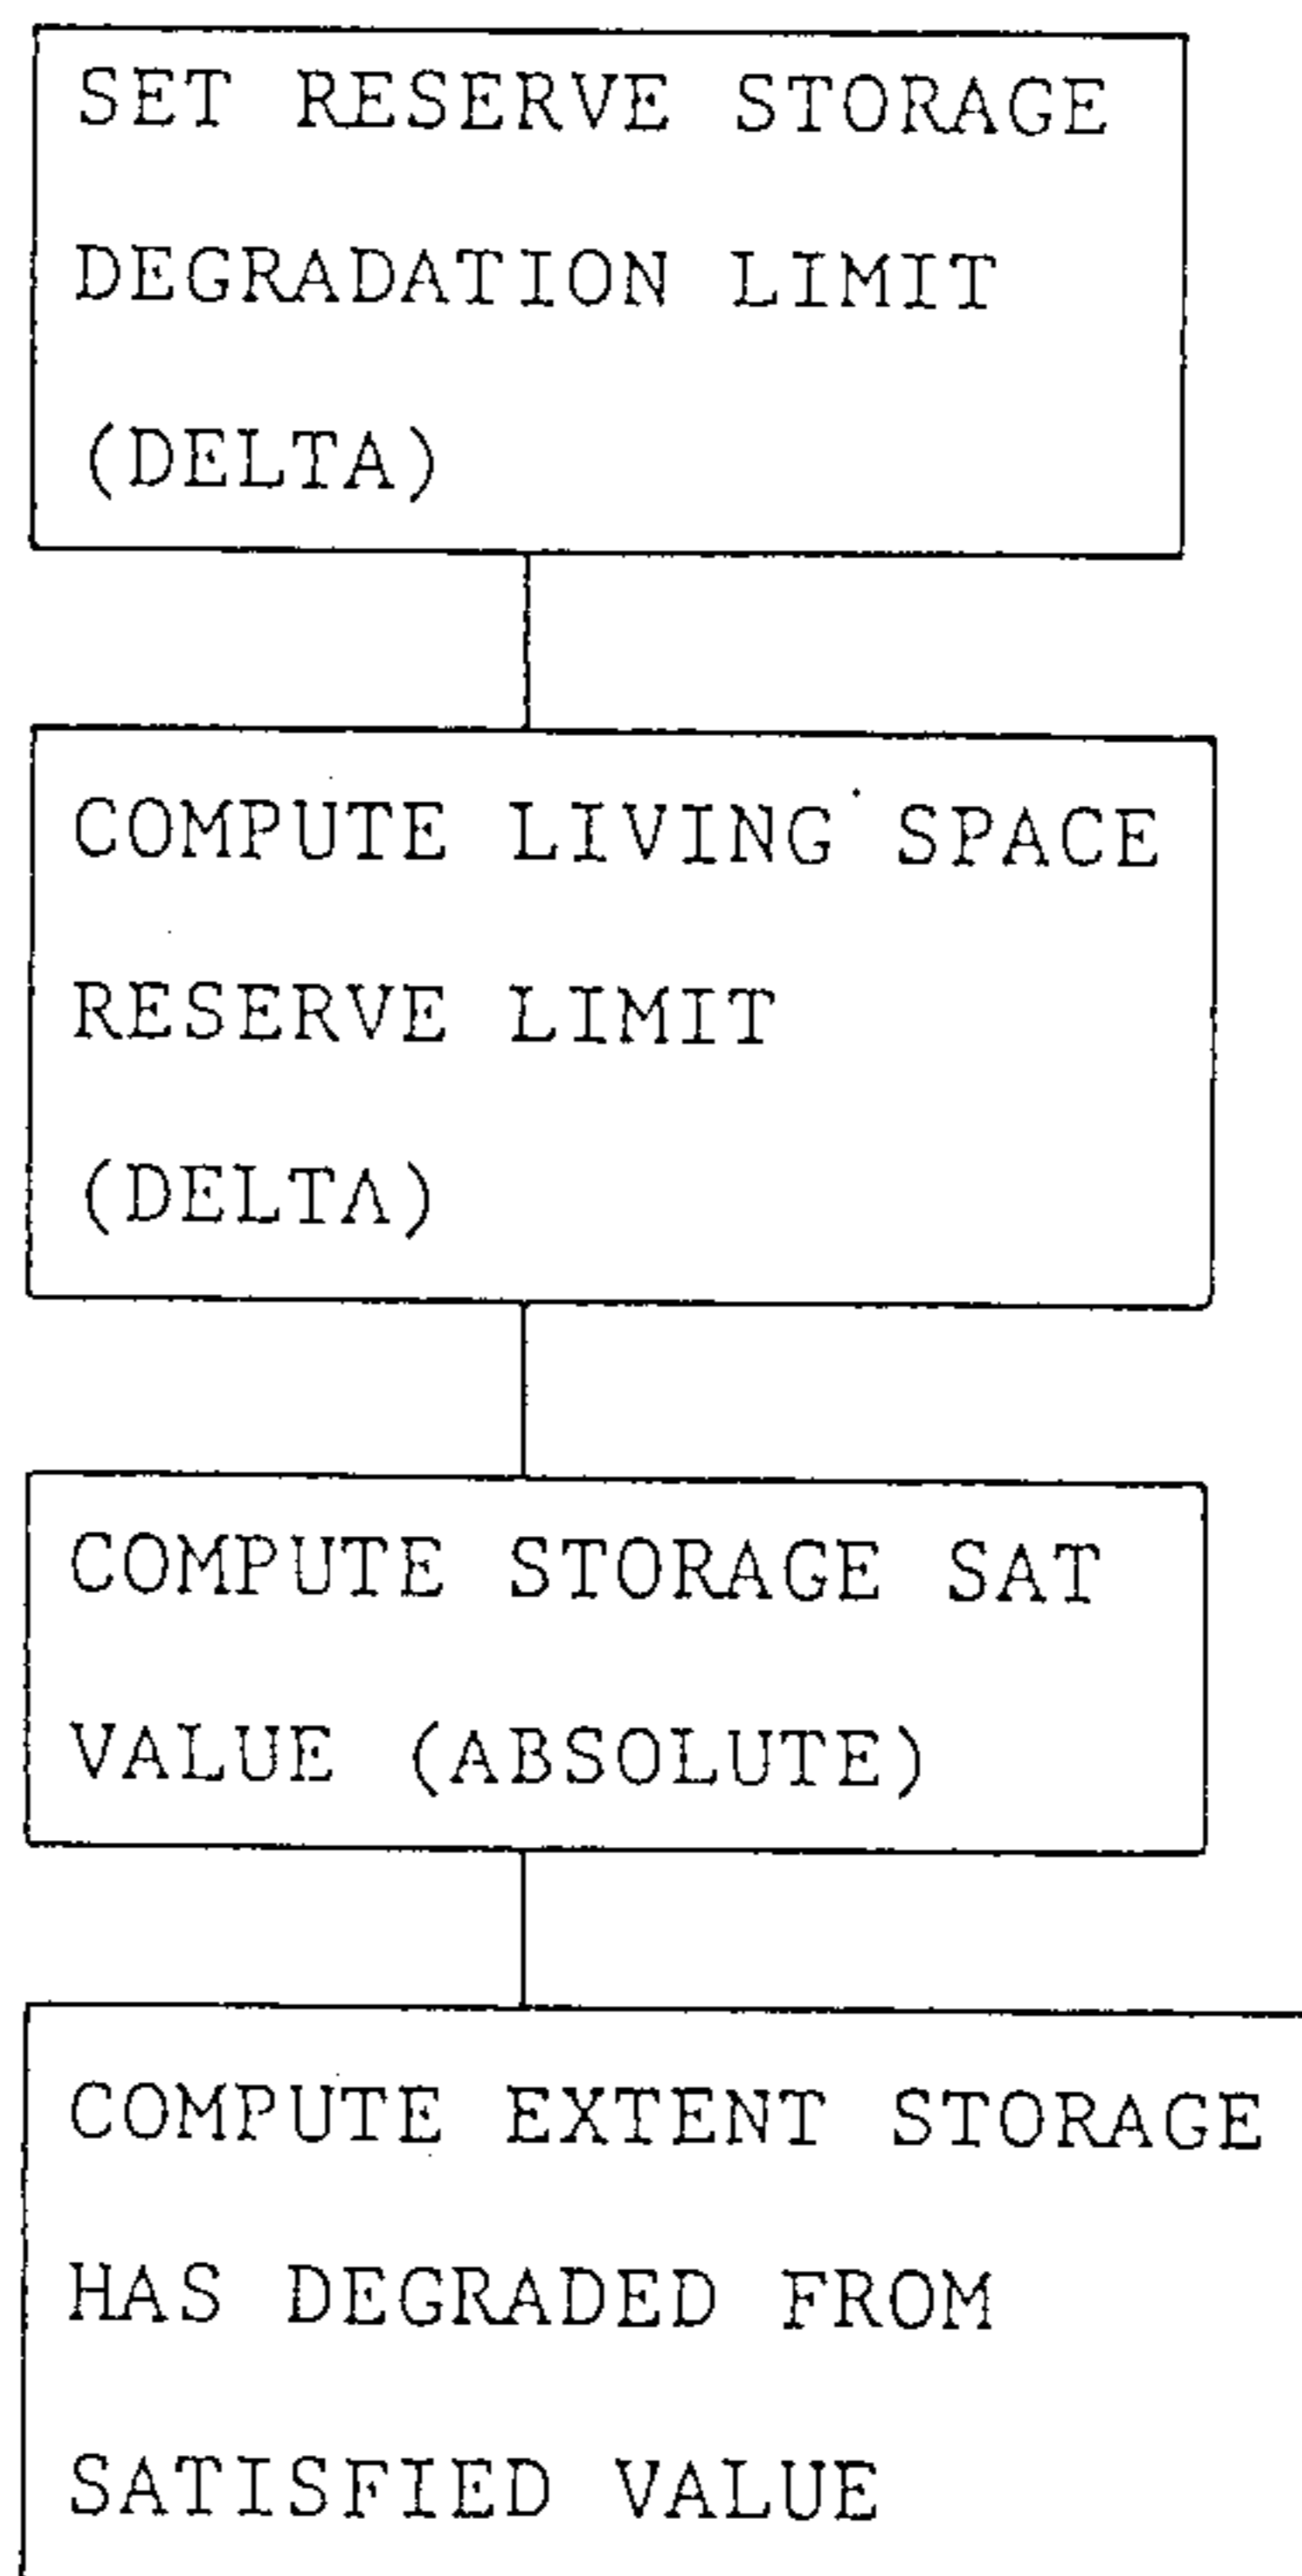 SET RESERVE STORAGE
DEGRADATION LIMIT
(DELTA)
COMPUTE LIVING SPACE
RESERVE LIMIT
(DELTA)
COMPUTE STORAGE SAT
VALUE (ABSOLUTE)
COMPUTE EXTENT STORAGE
HAS DEGRADED FROM
SATISFIED VALUE